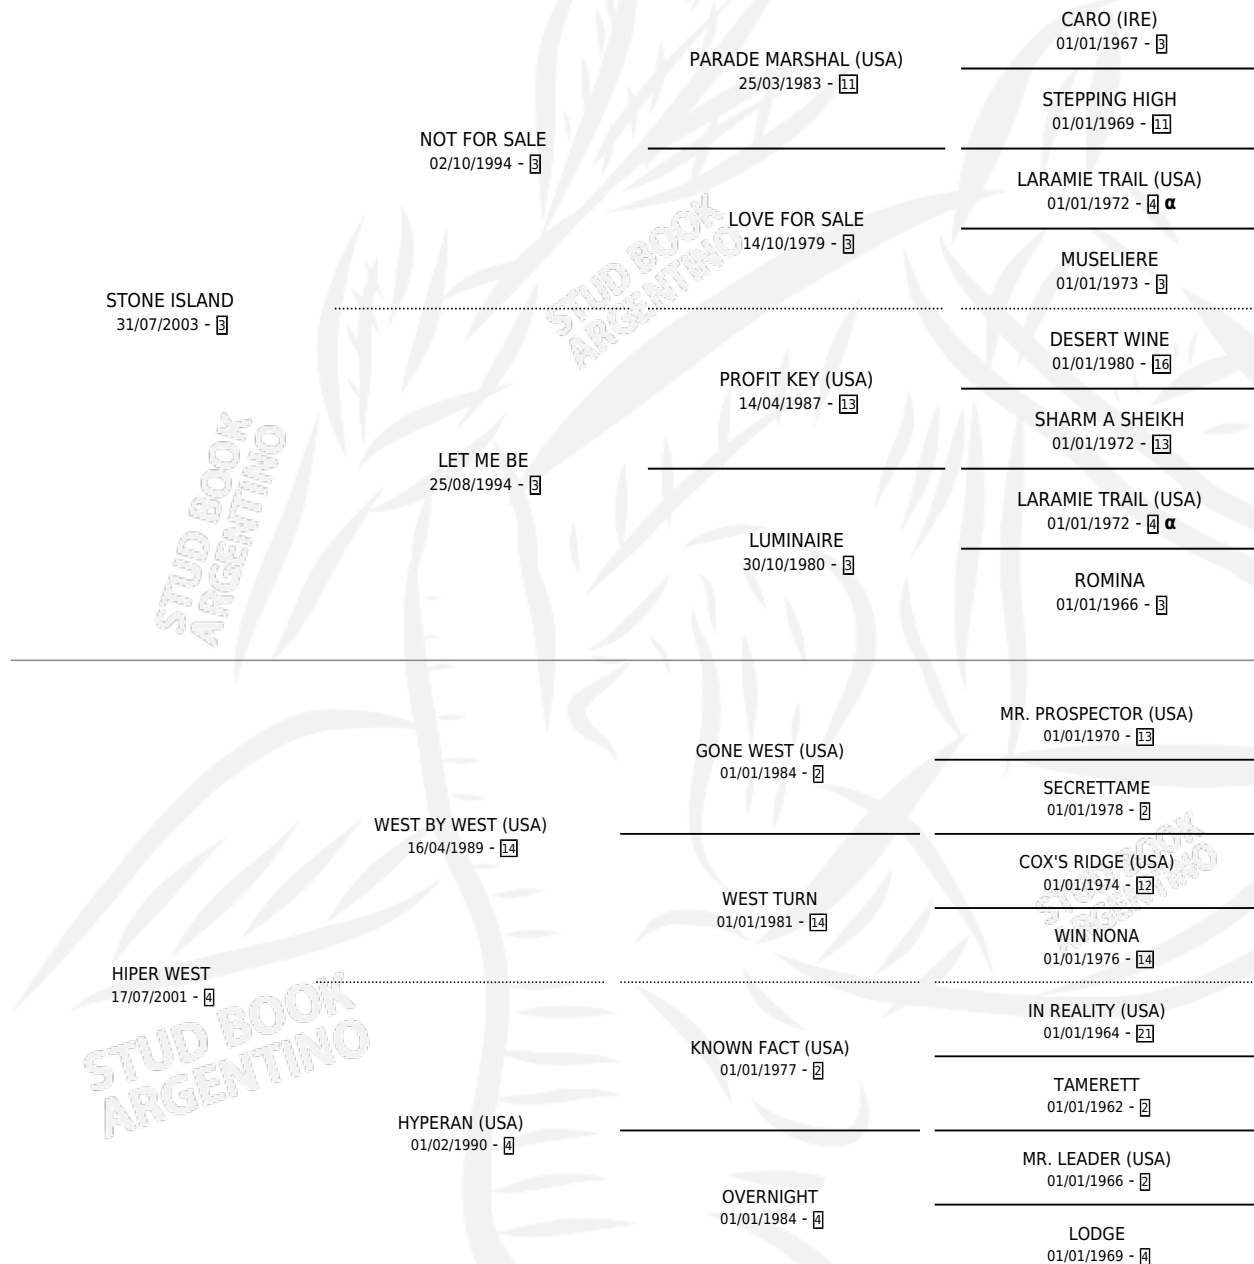 CARO (IRE)
01/01/1967 - 3
PARADE MARSHAL (USA)
25/03/1983 - 11
STEPPING HIGH
01/01/1969 - 11
NOT FOR SALE
02/10/1994 - 3
LARAMIE TRAIL (USA)
01/01/1972 - 4 α
LOVE FOR SALE
14/10/1979 - 3
MUSELIERE
01/01/1973 - 3
STUD BOOK
ARGENTINO
STONE ISLAND
31/07/2003 - 3
DESERT WINE
01/01/1980 - 16
PROFIT KEY (USA)
14/04/1987 - 13
SHARM A SHEIKH
01/01/1972 - 13
LET ME BE
25/08/1994 - 3
LARAMIE TRAIL (USA)
01/01/1972 - 4 α
LUMINAIRE
30/10/1980 - 3
ROMINA
01/01/1966 - 3
STUD BOOK
ARGENTINO
MR. PROSPECTOR (USA)
01/01/1970 - 13
GONE WEST (USA)
01/01/1984 - 2
SECRETTAME
01/01/1978 - 2
WEST BY WEST (USA)
16/04/1989 - 14
COX'S RIDGE (USA)
01/01/1974 - 12
WEST TURN
01/01/1981 - 14
WIN NONA
01/01/1976 - 14
STUD BOOK
ARGENTINO
HIPER WEST
17/07/2001 - 4
IN REALITY (USA)
01/01/1964 - 21
KNOWN FACT (USA)
01/01/1977 - 2
TAMERETT
01/01/1962 - 2
HYPERAN (USA)
01/02/1990 - 4
MR. LEADER (USA)
01/01/1966 - 2
OVERNIGHT
01/01/1984 - 4
LODGE
01/01/1969 - 4
STUD BOOK
ARGENTINO